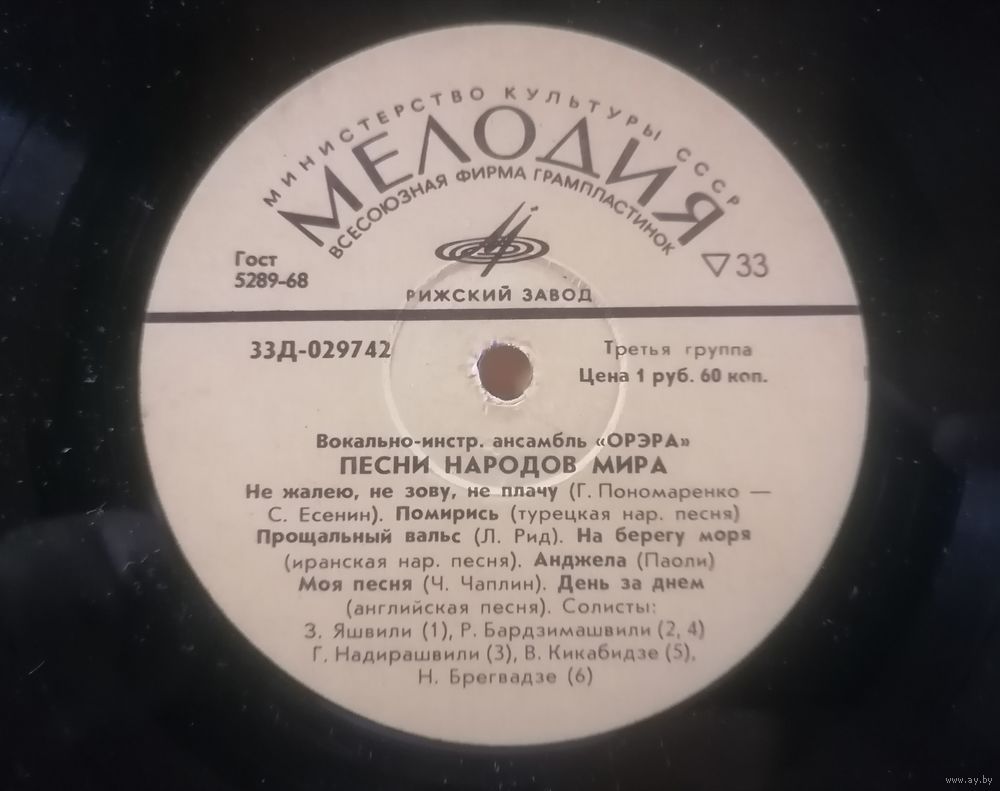 МИНИСТЕРСТВО КУЛЬТУРЫ СССР
МЕЛОДИЯ
ВСЕСОЮЗНАЯ ФИРМА ГРАМПЛАСТИНОК
Гост
5289-68
▽33
РИЖСКИЙ ЗАВОД
33Д-029742
Третья группа
Цена 1 руб. 60 коп.
Вокально-инстр. ансамбль «ОРЭРА»
ПЕСНИ НАРОДОВ МИРА
Не жалею, не зову, не плачу (Г. Пономаренко —
С. Есенин). Помирись (турецкая нар. песня)
Прощальный вальс (Л. Рид). На берегу моря
(иранская нар. песня). Анджела (Паоли)
Моя песня (Ч. Чаплин). День за днем
(английская песня). Солисты:
З. Яшвили (1), Р. Бардзимашвили (2, 4)
Г. Надирашвили (3), В. Кикабидзе (5),
Н. Брегвадзе (6)
www.ay.by